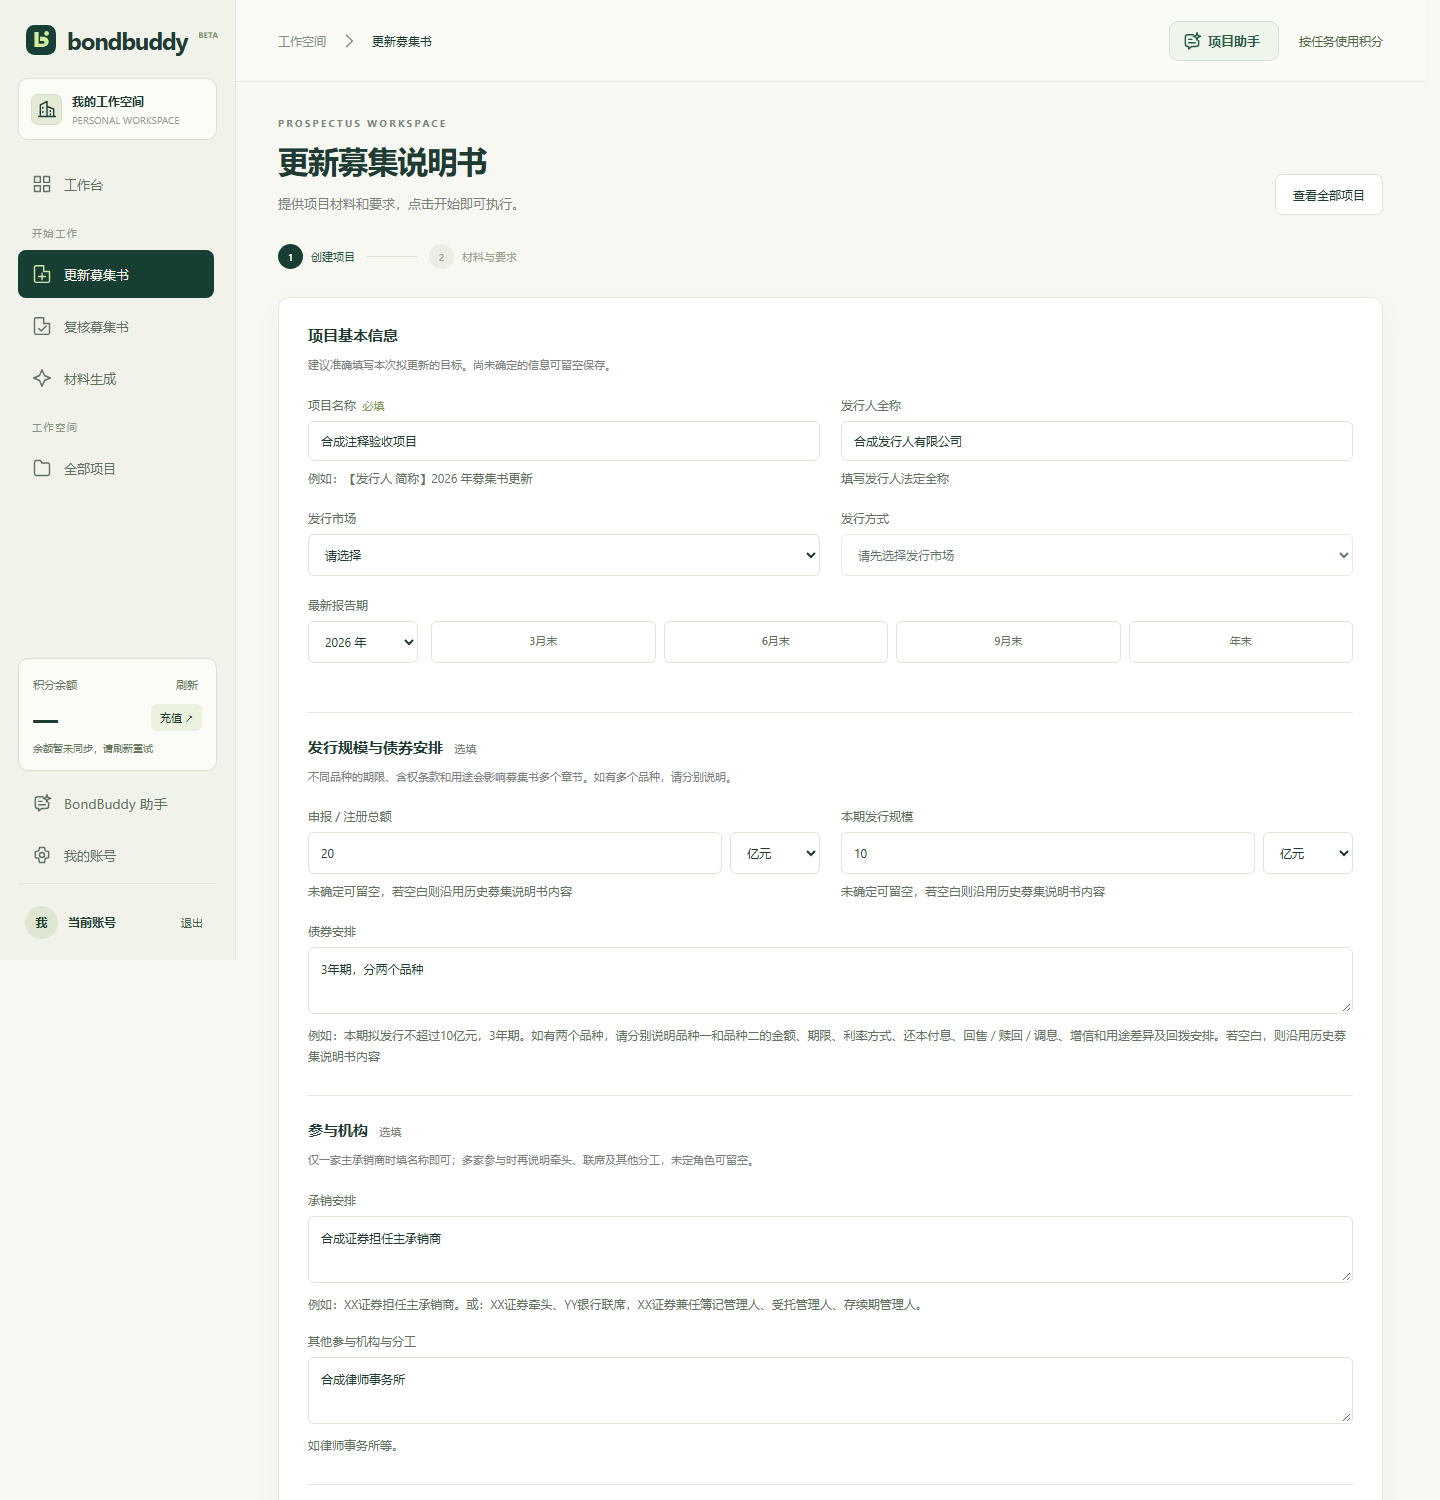 bondbuddy BETA
我的工作空间
PERSONAL WORKSPACE
工作台
开始工作
更新募集书
复核募集书
材料生成
工作空间
全部项目
积分余额 刷新
— 充值 ↗
余额暂未同步，请刷新重试
BondBuddy 助手
我的账号
我 当前账号 退出
工作空间 > 更新募集书
项目助手 按任务使用积分
PROSPECTUS WORKSPACE
更新募集说明书
提供项目材料和要求，点击开始即可执行。
查看全部项目
1 创建项目 2 材料与要求
项目基本信息
建议准确填写本次拟更新的目标。尚未确定的信息可留空保存。
项目名称 必填
合成注释验收项目
例如：【发行人 简称】2026 年募集书更新
发行人全称
合成发行人有限公司
填写发行人法定全称
发行市场
请选择
发行方式
请先选择发行市场
最新报告期
2026 年 3月末 6月末 9月末 年末
发行规模与债券安排 选填
不同品种的期限、含权条款和用途会影响募集书多个章节。如有多个品种，请分别说明。
申报 / 注册总额
20 亿元
未确定可留空，若空白则沿用历史募集说明书内容
本期发行规模
10 亿元
未确定可留空，若空白则沿用历史募集说明书内容
债券安排
3年期，分两个品种
例如：本期拟发行不超过10亿元，3年期。如有两个品种，请分别说明品种一和品种二的金额、期限、利率方式、还本付息、回售 / 赎回 / 调息、增信和用途差异及回拨安排。若空白，则沿用历史募
集说明书内容
参与机构 选填
仅一家主承销商时填名称即可；多家参与时再说明牵头、联席及其他分工，未定角色可留空。
承销安排
合成证券担任主承销商
例如：XX证券担任主承销商。或：XX证券牵头、YY银行联席，XX证券兼任簿记管理人、受托管理人、存续期管理人。
其他参与机构与分工
合成律师事务所
如律师事务所等。